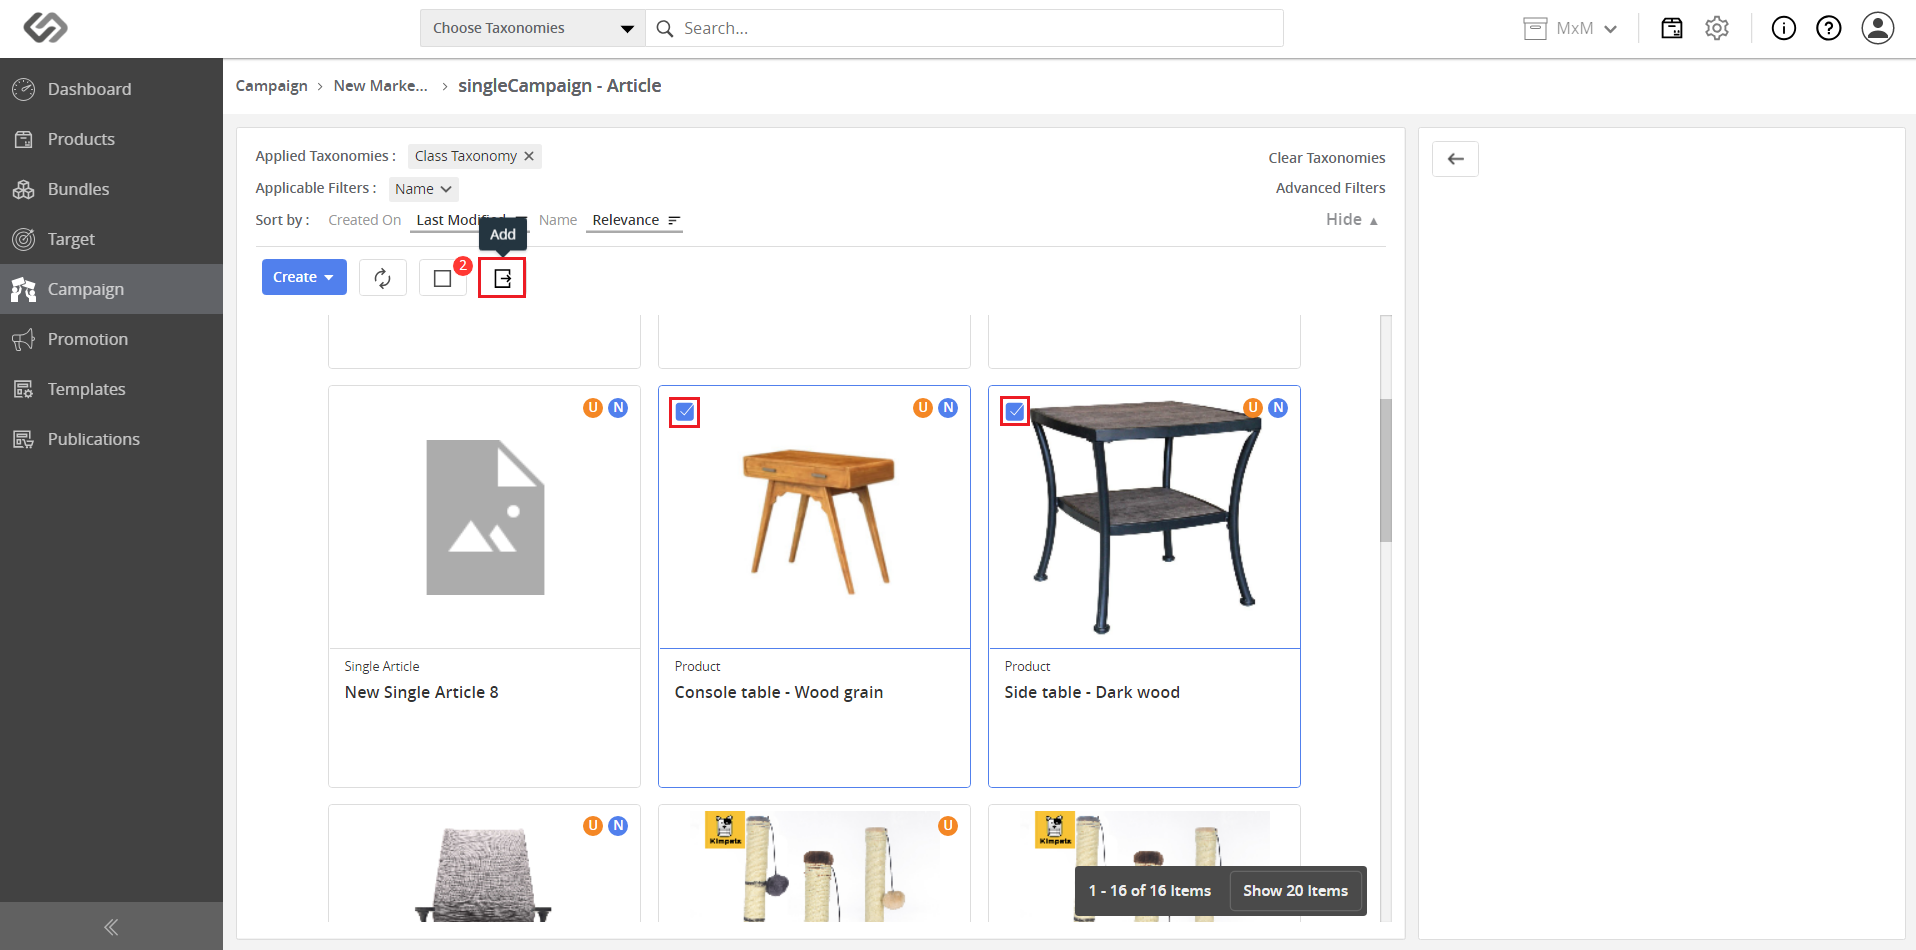 Choose Taxonomies
Search...
MxM
Dashboard
Products
Bundles
Target
Campaign
Promotion
Templates
Publications
Campaign > New Marke... > singleCampaign - Article
Applied Taxonomies : Class Taxonomy
Clear Taxonomies
Applicable Filters : Name
Advanced Filters
Sort by : Created On Last Modified Name Relevance
Hide
Add
Create
2
U N
U N
U N
Single Article
New Single Article 8
Product
Console table - Wood grain
Product
Side table - Dark wood
U N
Kimpets
U
Kimpets
1 - 16 of 16 Items
Show 20 Items